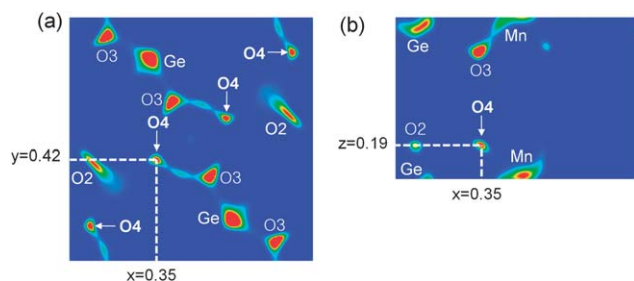 (a)
O3
Ge
O4
O3
O4
O4
O2
y=0.42
O2
O3
Ge
O4
O3
x=0.35
(b)
Ge
Mn
O3
O4
O2
z=0.19
Ge
Mn
x=0.35